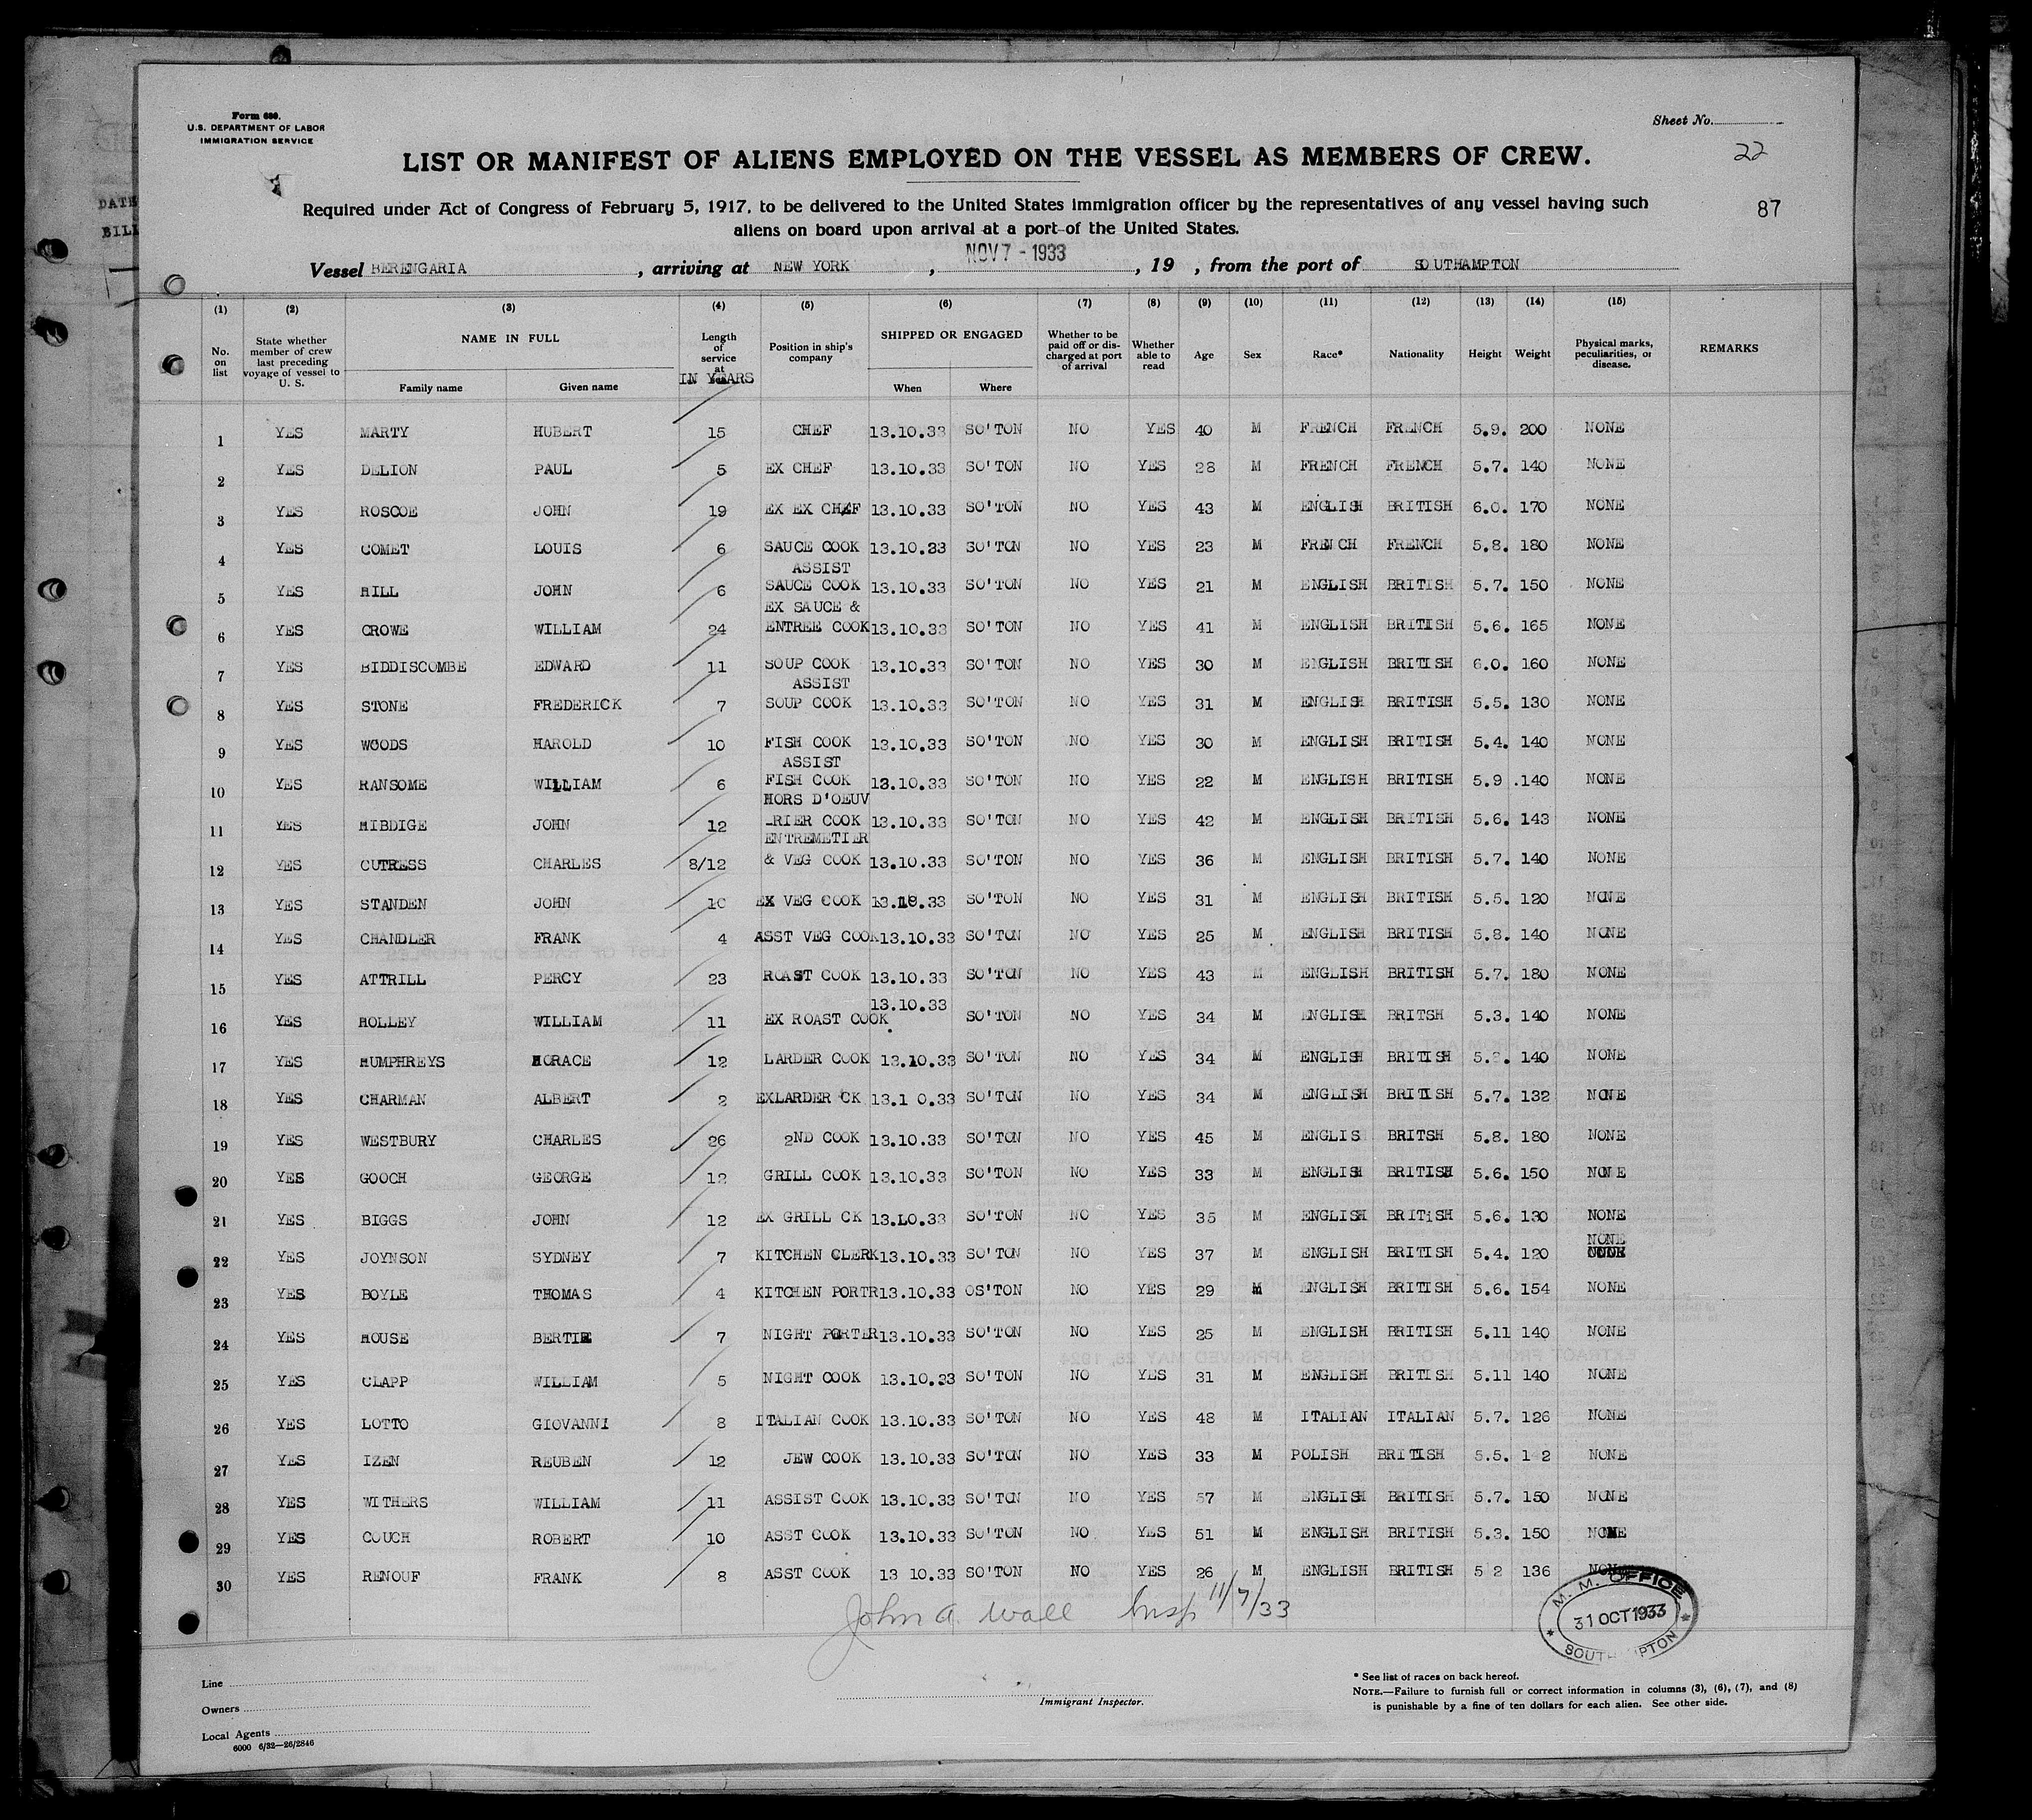 Form 680.
U.S. DEPARTMENT OF LABOR
IMMIGRATION SERVICE
Sheet No.
22
87
LIST OR MANIFEST OF ALIENS EMPLOYED ON THE VESSEL AS MEMBERS OF CREW.
Required under Act of Congress of February 5, 1917, to be delivered to the United States immigration officer by the representatives of any vessel having such
aliens on board upon arrival at a port of the United States.
Vessel BERENGARIA, arriving at NEW YORK, NOV 7 - 1933, 19 , from the port of SOUTHAMPTON
(1) (2) (3) (4) (5) (6) (7) (8) (9) (10) (11) (12) (13) (14) (15)
No. on list State whether member of crew last preceding voyage of vessel to U. S. NAME IN FULL Family name Given name Length of service at IN YEARS Position in ship's company SHIPPED OR ENGAGED When Where Whether to be paid off or discharged at port of arrival Whether able to read Age Sex Race* Nationality Height Weight Physical marks, peculiarities, or disease. REMARKS
1 YES MARTY HUBERT 15 CHEF 13.10.33 SO'TON NO YES 40 M FRENCH FRENCH 5.9. 200 NONE
2 YES DELION PAUL 5 EX CHEF 13.10.33 SO'TON NO YES 28 M FRENCH FRENCH 5.7. 140 NONE
3 YES ROSCOE JOHN 19 EX EX CHEF 13.10.33 SO'TON NO YES 43 M ENGLISH BRITISH 6.0. 170 NONE
4 YES COMET LOUIS 6 SAUCE COOK 13.10.33 SO'TON NO YES 23 M FRENCH FRENCH 5.8. 180 NONE
5 YES HILL JOHN 6 ASSIST SAUCE COOK 13.10.33 SO'TON NO YES 21 M ENGLISH BRITISH 5.7. 150 NONE
6 YES CROWE WILLIAM 24 EX SAUCE & ENTREE COOK 13.10.33 SO'TON NO YES 41 M ENGLISH BRITISH 5.6. 165 NONE
7 YES BIDDISCOMBE EDWARD 11 SOUP COOK 13.10.33 SO'TON NO YES 30 M ENGLISH BRITISH 6.0. 160 NONE
8 YES STONE FREDERICK 7 ASSIST SOUP COOK 13.10.33 SO'TON NO YES 31 M ENGLISH BRITISH 5.5. 130 NONE
9 YES WOODS HAROLD 10 FISH COOK 13.10.33 SO'TON NO YES 30 M ENGLISH BRITISH 5.4. 140 NONE
10 YES RANSOME WILLIAM 6 ASSIST FISH COOK 13.10.33 SO'TON NO YES 22 M ENGLISH BRITISH 5.9 .140 NONE
11 YES HIBDIGE JOHN 12 HORS D'OEUV -RIER COOK 13.10.33 SO'TON NO YES 42 M ENGLISH BRITISH 5.6. 143 NONE
12 YES CUTRESS CHARLES 8/12 ENTREMETIER & VEG COOK 13.10.33 SO'TON NO YES 36 M ENGLISH BRITISH 5.7. 140 NONE
13 YES STANDEN JOHN 10 EX VEG COOK 13.10.33 SO'TON NO YES 31 M ENGLISH BRITISH 5.5. 120 NONE
14 YES CHANDLER FRANK 4 ASST VEG COOK 13.10.33 SO'TON NO YES 25 M ENGLISH BRITISH 5.8. 140 NONE
15 YES ATTRILL PERCY 23 ROAST COOK 13.10.33 SO'TON NO YES 43 M ENGLISH BRITISH 5.7. 180 NONE
16 YES HOLLEY WILLIAM 11 EX ROAST COOK 13.10.33 SO'TON NO YES 34 M ENGLISH BRITSH 5.3. 140 NONE
17 YES HUMPHREYS HORACE 12 LARDER COOK 13.10.33 SO'TON NO YES 34 M ENGLISH BRITISH 140 NONE
18 YES CHARMAN ALBERT 2 EXLARDER CK 13.1 0.33 SO'TON NO YES 34 M ENGLISH BRITISH 5.7. 132 NONE
19 YES WESTBURY CHARLES 26 2ND COOK 13.10.33 SO'TON NO YES 45 M ENGLIS BRITSH 5.8. 180 NONE
20 YES GOOCH GEORGE 12 GRILL COOK 13.10.33 SO'TON NO YES 33 M ENGLISH BRITISH 5.6. 150 NONE
21 YES BIGGS JOHN 12 EX GRILL CK 13.L0.33 SO'TON NO YES 35 M ENGLISH BRITiSH 5.6. 130 NONE
22 YES JOYNSON SYDNEY 7 KITCHEN CLERK 13.10.33 SO'TON NO YES 37 M ENGLISH BRITISH 5.4. 120 NONE
23 YES BOYLE THOMAS 4 KITCHEN PORTR 13.10.33 OS'TON NO YES 29 M ENGLISH BRITISH 5.6. 154 NONE
24 YES HOUSE BERTIE 7 NIGHT PORTER 13.10.33 SO'TON NO YES 25 M ENGLISH BRITISH 5.11 140 NONE
25 YES CLAPP WILLIAM 5 NIGHT COOK 13.10.33 SO'TON NO YES 31 M ENGLISH BRITISH 5.11 140 NONE
26 YES LOTTO GIOVANNI 8 ITALIAN COOK 13.10.33 SO'TON NO YES 48 M ITALIAN ITALIAN 5.7. 126 NONE
27 YES IZEN REUBEN 12 JEW COOK 13.10.33 SO'TON NO YES 33 M POLISH BRITISH 5.5. 1 2 NONE
28 YES WITHERS WILLIAM 11 ASSIST COOK 13.10.33 SO'TON NO YES 57 M ENGLISH BRITISH 5.7. 150 NONE
29 YES COUCH ROBERT 10 ASST COOK 13.10.33 SO'TON NO YES 51 M ENGLISH BRITISH 5.3. 150 NONE
30 YES RENOUF FRANK 8 ASST COOK 13 10.33 SO'TON NO YES 26 M ENGLISH BRITISH 5 2 136 NONE
John A. Wall Insp 11/7/33
M. M. OFFICE
31 OCT 1933
SOUTHAMPTON
Line
Owners
Local Agents
6000 6/32—26/2846
Immigrant Inspector.
* See list of races on back hereof.
NOTE.—Failure to furnish full or correct information in columns (3), (6), (7), and (8)
is punishable by a fine of ten dollars for each alien. See other side.